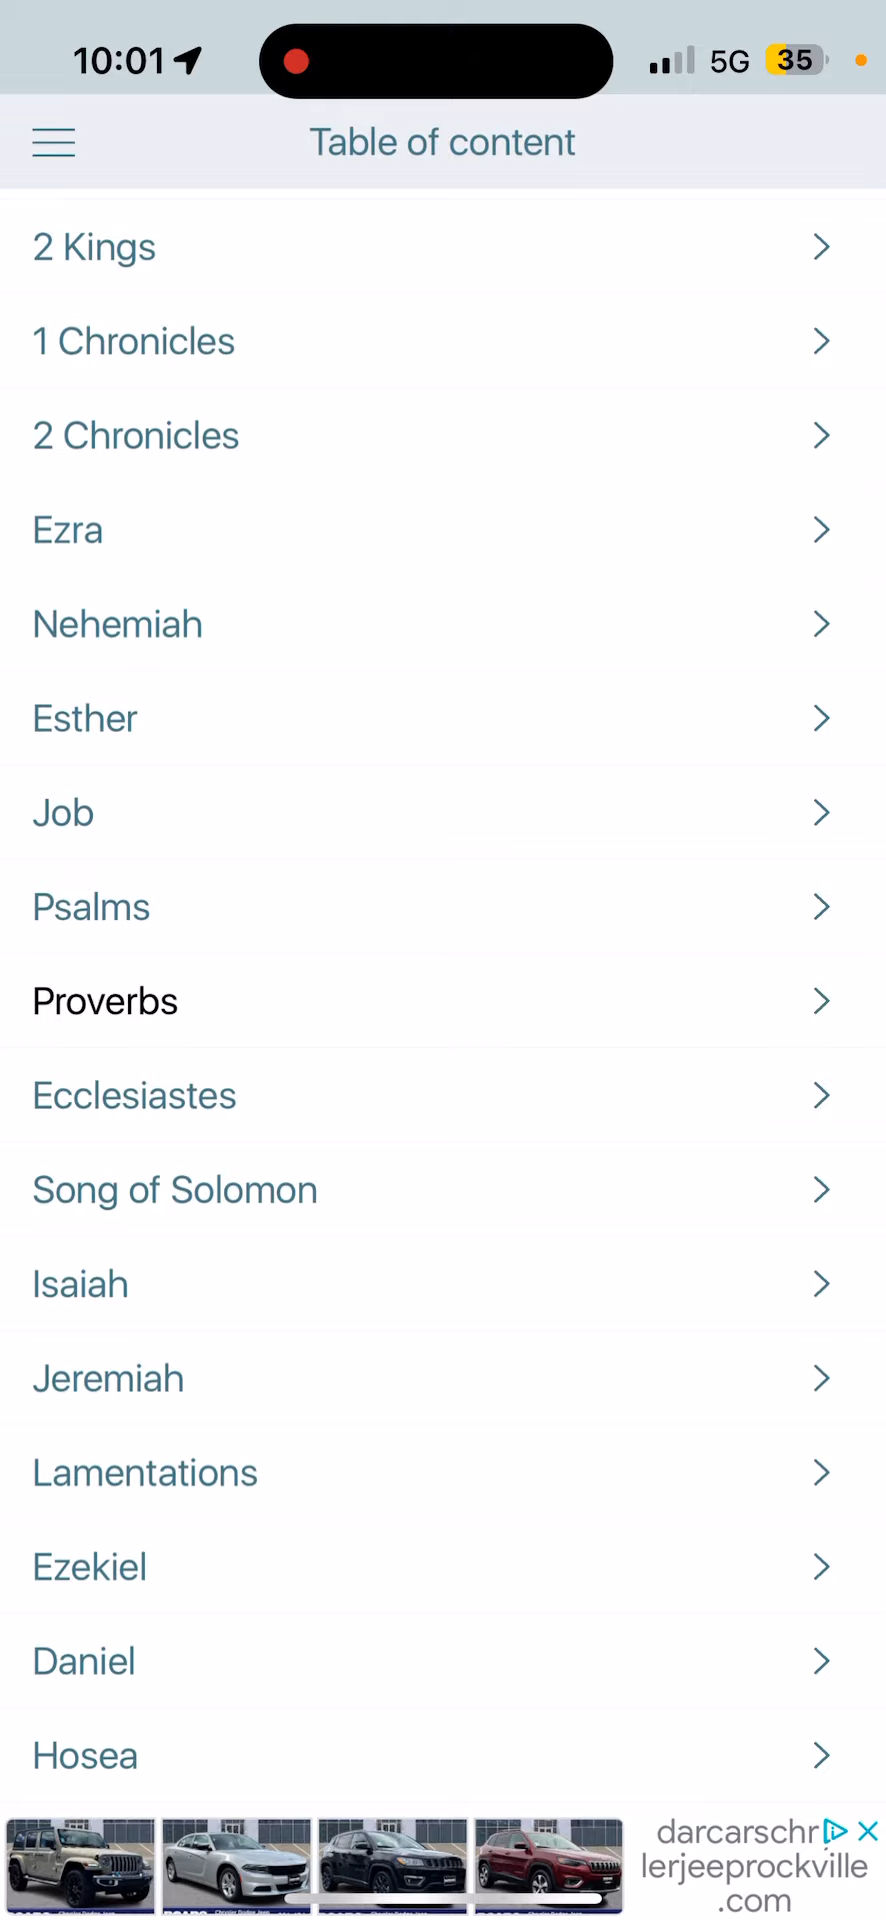 10:01
5G 35
Table of content
2 Kings
1 Chronicles
2 Chronicles
Ezra
Nehemiah
Esther
Job
Psalms
Proverbs
Ecclesiastes
Song of Solomon
Isaiah
Jeremiah
Lamentations
Ezekiel
Daniel
Hosea
darcarschr
lerjeeprockville
.com